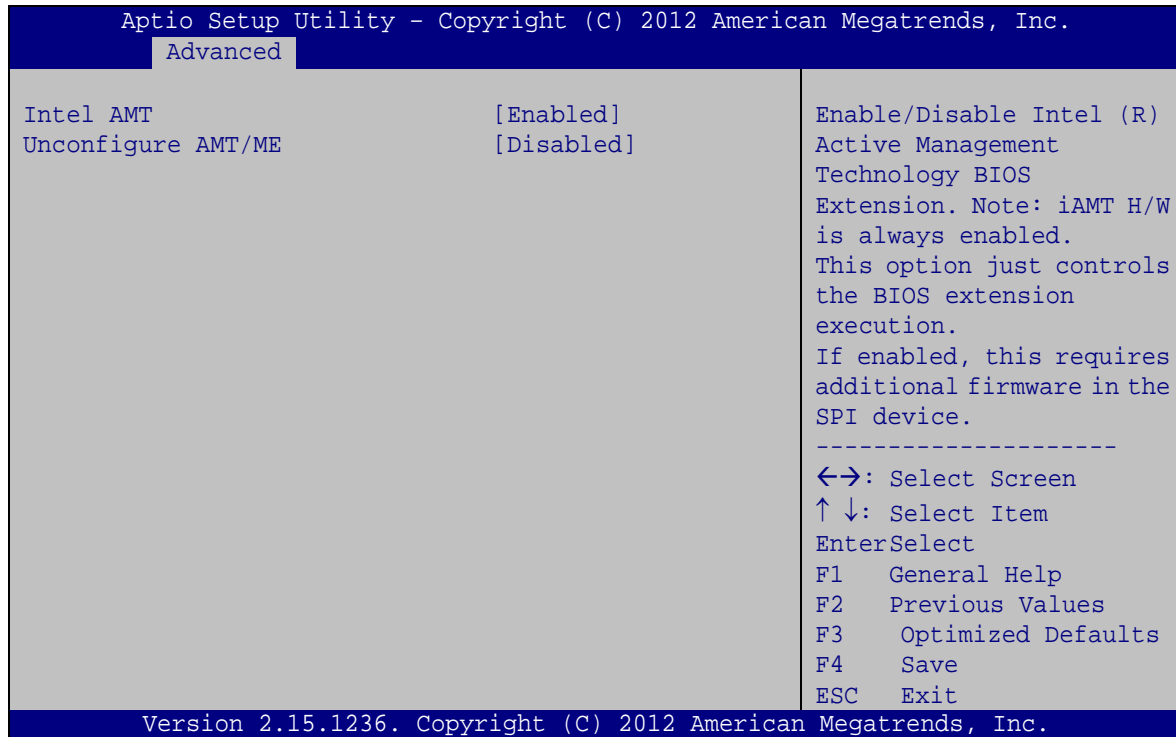 Aptio Setup Utility – Copyright (C) 2012 American Megatrends, Inc.
Advanced
Intel AMT [Enabled]
Unconfigure AMT/ME [Disabled]
Enable/Disable Intel (R)
Active Management
Technology BIOS
Extension. Note: iAMT H/W
is always enabled.
This option just controls
the BIOS extension
execution.
If enabled, this requires
additional firmware in the
SPI device.
---------------------
←→: Select Screen
↑ ↓: Select Item
EnterSelect
F1 General Help
F2 Previous Values
F3 Optimized Defaults
F4 Save
ESC Exit
Version 2.15.1236. Copyright (C) 2012 American Megatrends, Inc.